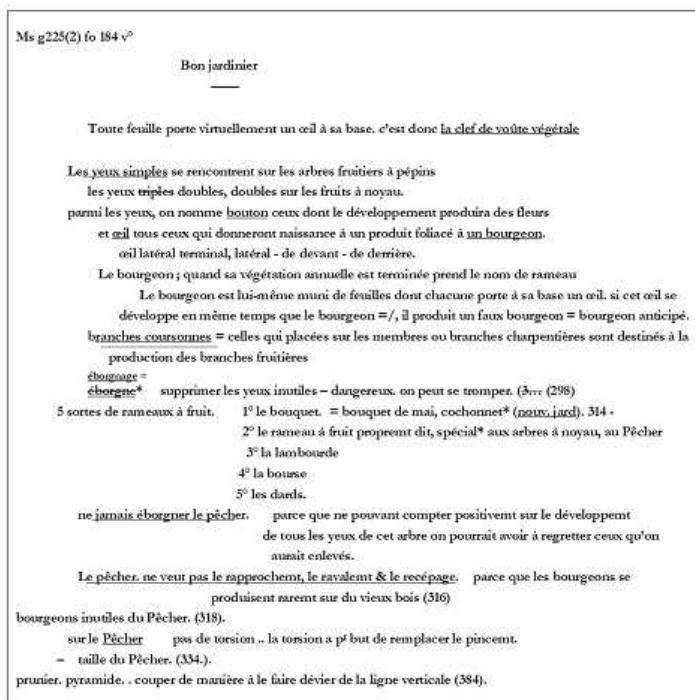 Ms g225(2) fo 184 v°
Bon jardinier
Toute feuille porte virtuellement un œil à sa base. c'est donc la clef de voûte végétale
Les yeux simples se rencontrent sur les arbres fruitiers à pépins
les yeux triples doubles, doubles sur les fruits à noyau.
parmi les yeux, on nomme bouton ceux dont le développement produira des fleurs
et œil tous ceux qui donneront naissance à un produit foliacé à un bourgeon.
œil latéral terminal, latéral - de devant - de derrière.
Le bourgeon ; quand sa végétation annuelle est terminée prend le nom de rameau
Le bourgeon est lui-même muni de feuilles dont chacune porte à sa base un œil. si cet œil se
développe en même temps que le bourgeon =/, il produit un faux bourgeon = bourgeon anticipé.
branches coursonnes = celles qui placées sur les membres ou branches charpentières sont destinés à la
production des branches fruitières
éborgnage =
éborgne* supprimer les yeux inutiles – dangereux. on peut se tromper. (3... (298)
5 sortes de rameaux à fruit. 1° le bouquet. = bouquet de mai, cochonnet* (nouv. jard). 314 -
2° le rameau à fruit propremt dit, spécial* aux arbres à noyau, au Pêcher
3° la lambourde
4° la bourse
5° les dards.
ne jamais éborgner le pêcher. parce que ne pouvant compter positivemt sur le développemt
de tous les yeux de cet arbre on pourrait avoir à regretter ceux qu'on
aurait enlevés.
Le pêcher. ne veut pas le rapprochemt, le ravalemt & le recépage. parce que les bourgeons se
produisent raremt sur du vieux bois (316)
bourgeons inutiles du Pêcher. (318).
sur le Pêcher pas de torsion .. la torsion a pr but de remplacer le pincemt.
– taille du Pêcher. (334.).
prunier. pyramide. . couper de manière à le faire dévier de la ligne verticale (384).